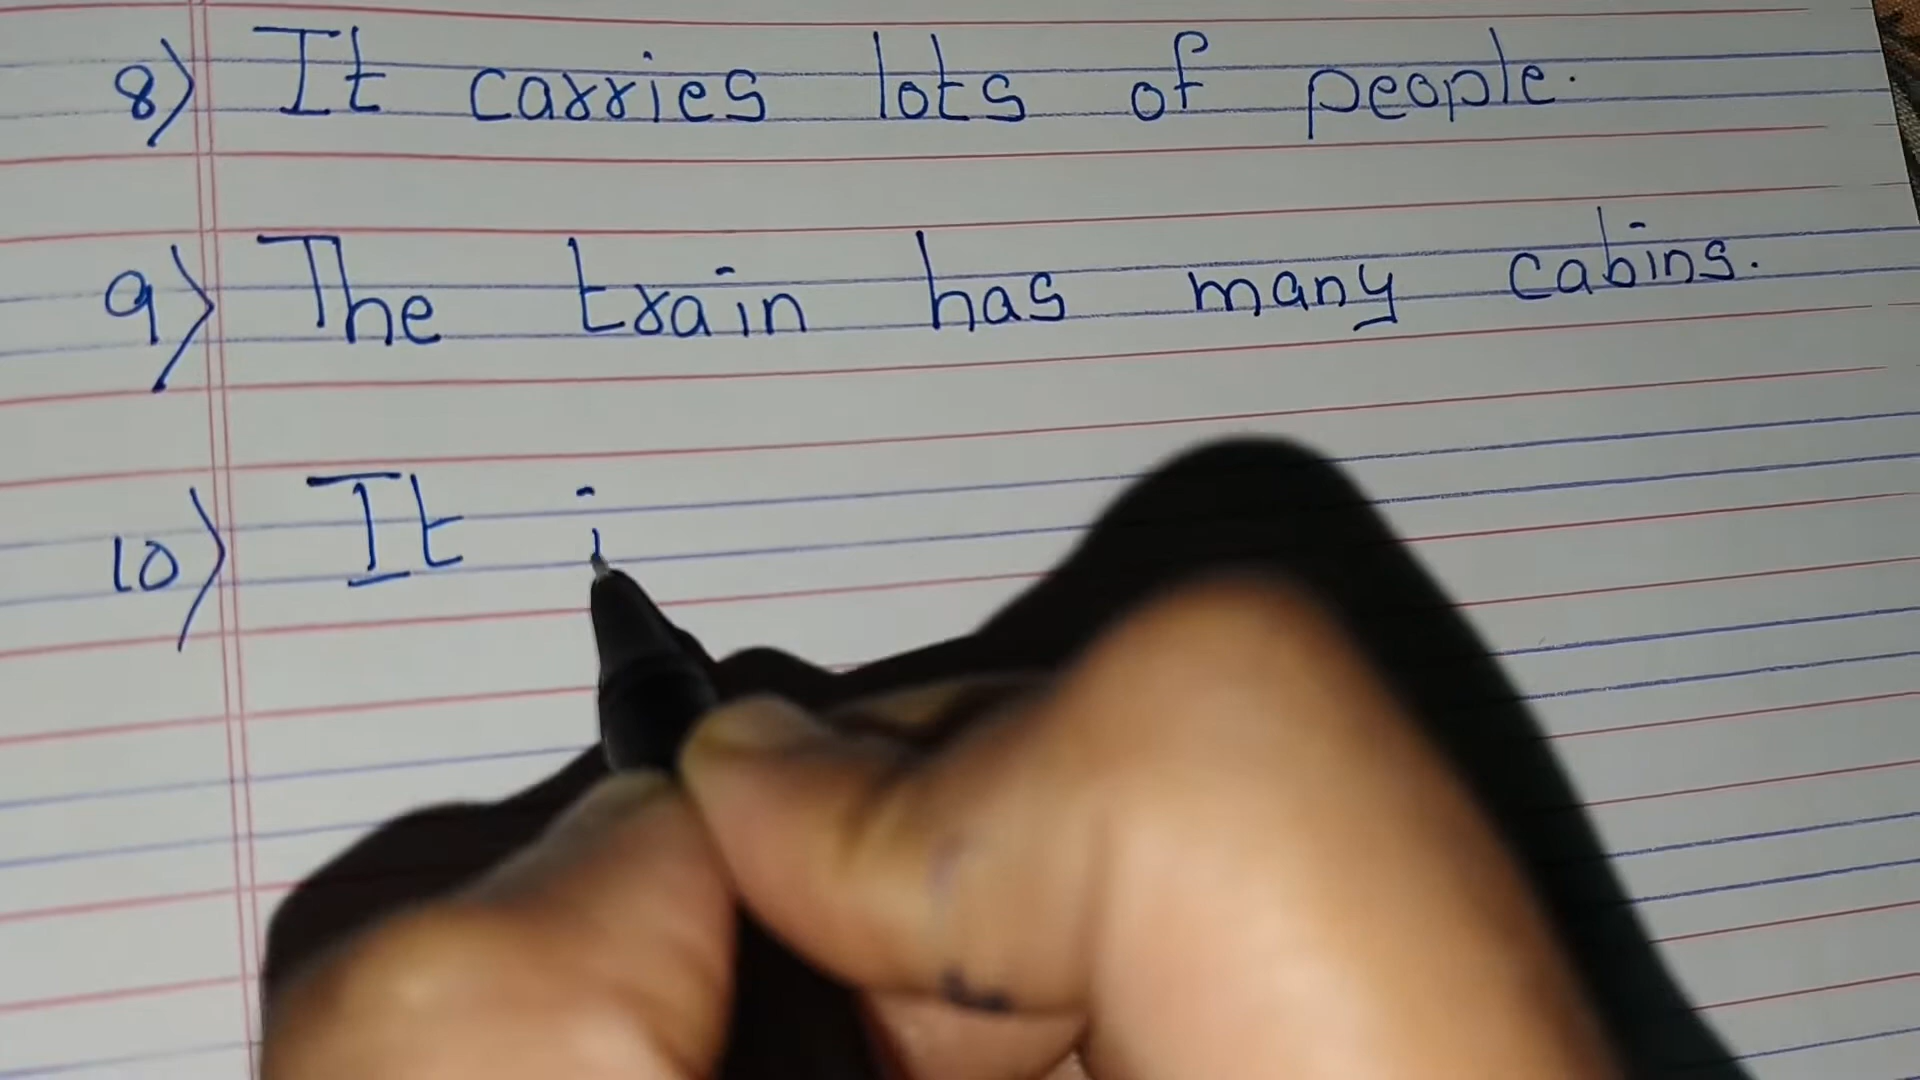 8) It carries lots of people.
9) The train has many cabins.
10) It i